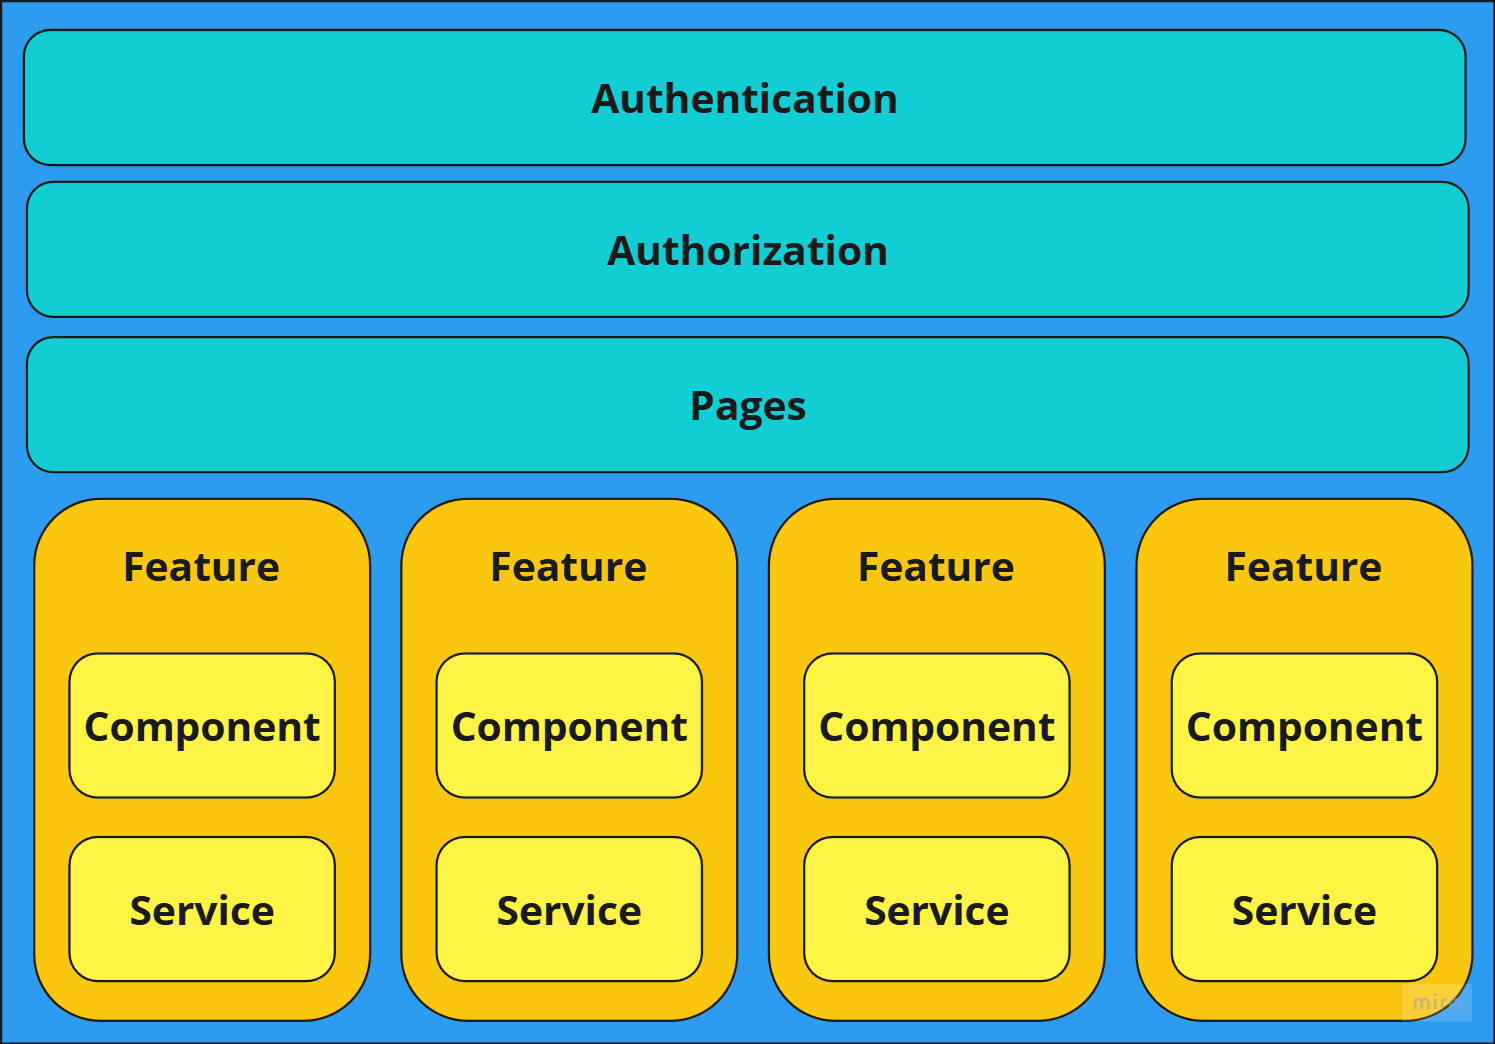 Authentication
Authorization
Pages
Feature
Component
Service
Feature
Component
Service
Feature
Component
Service
Feature
Component
Service
miro